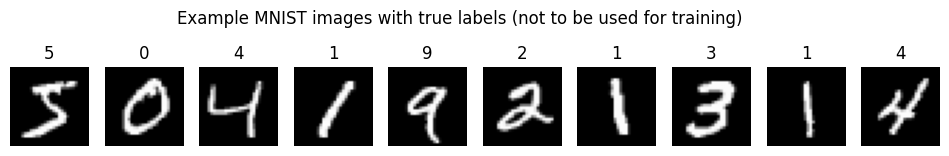 Example MNIST images with true labels (not to be used for training)
5 0 4 1 9 2 1 3 1 4
5 0 4 1 9 2 1 3 1 4